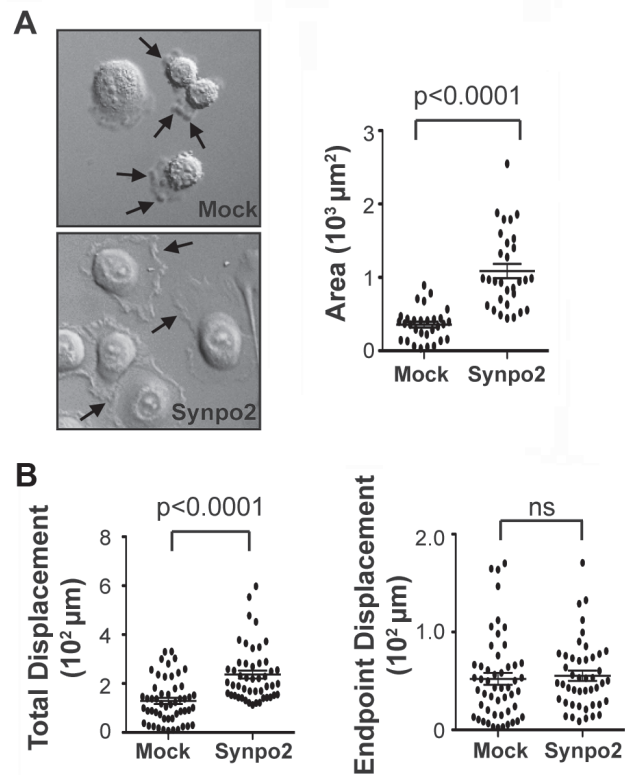 A
Mock
Synpo2
p<0.0001
Area (10³ µm²)
3
2
1
0
Mock
Synpo2
B
p<0.0001
Total Displacement
(10² µm)
8
6
4
2
0
Mock
Synpo2
ns
Endpoint Displacement
(10² µm)
2.0
1.0
0
Mock
Synpo2